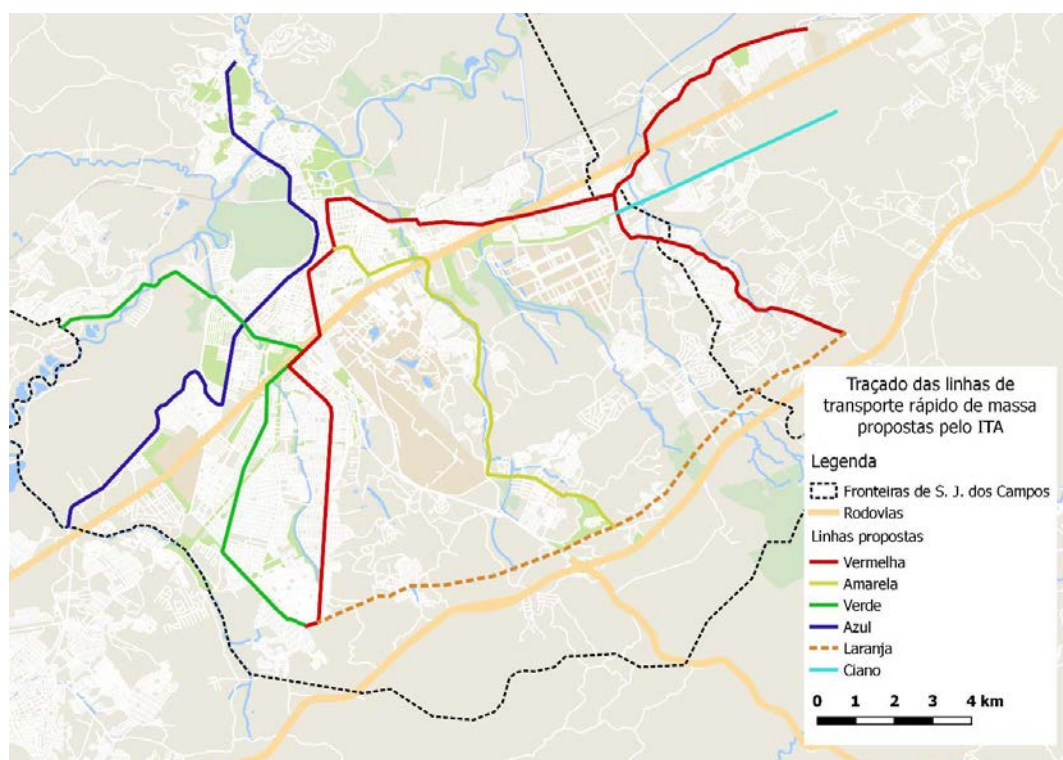 Traçado das linhas de
transporte rápido de massa
propostas pelo ITA
Legenda
Fronteiras de S. J. dos Campos
Rodovias
Linhas propostas
Vermelha
Amarela
Verde
Azul
Laranja
Ciano
0 1 2 3 4 km